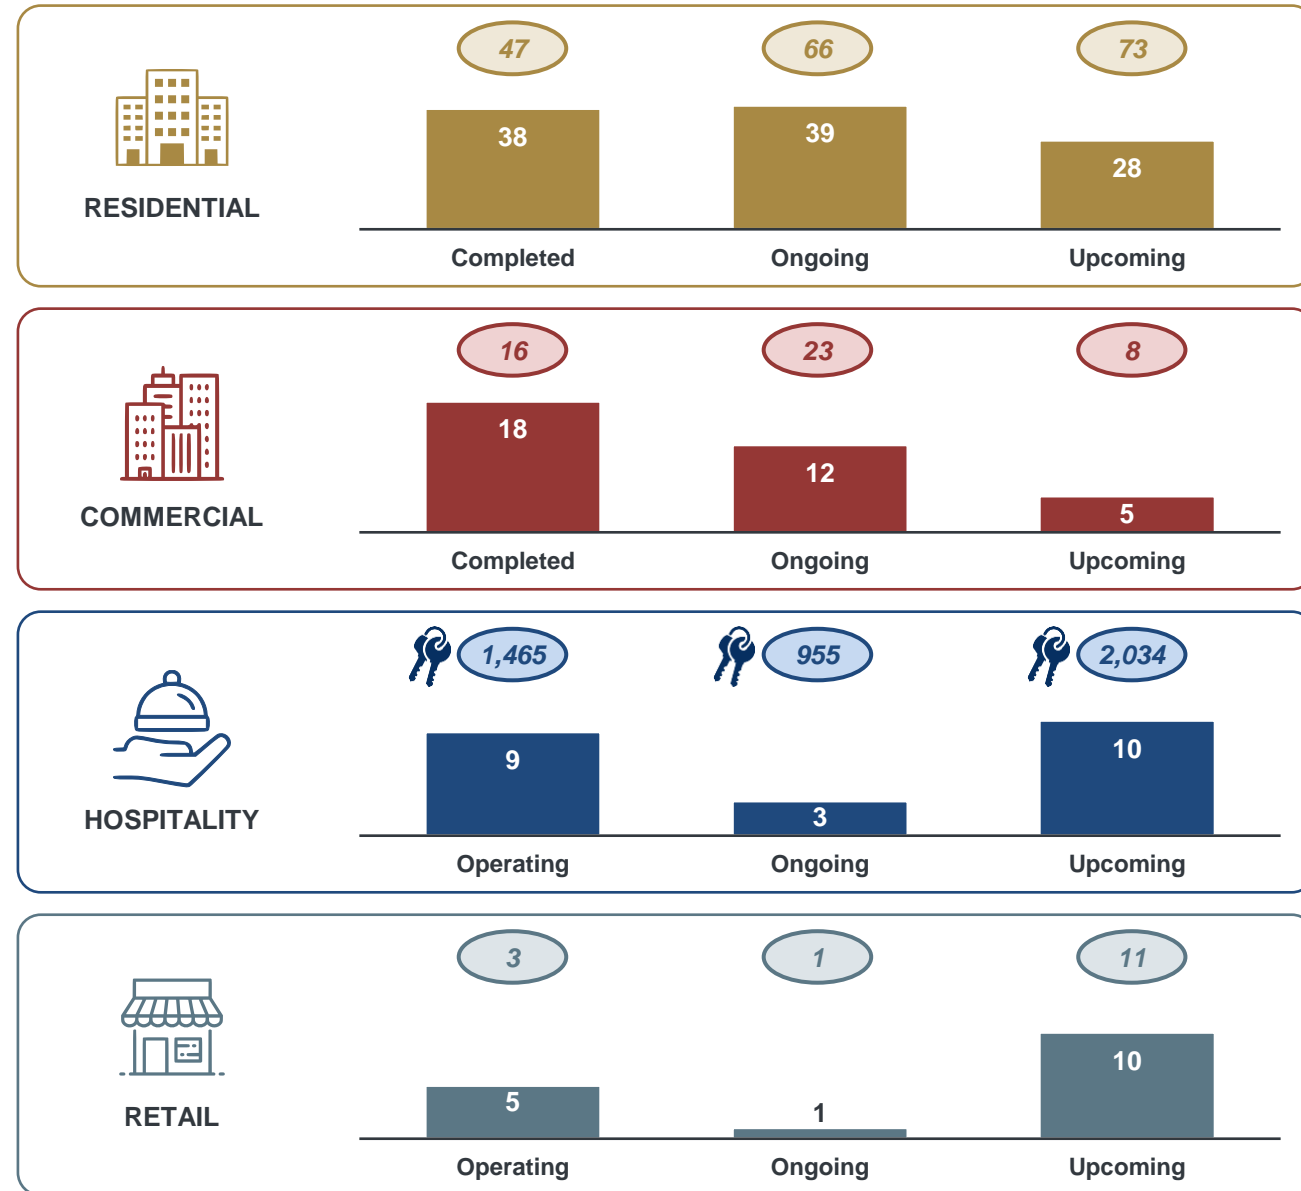 47 66 73
38 39 28
RESIDENTIAL
Completed Ongoing Upcoming
16 23 8
18 12 5
COMMERCIAL
Completed Ongoing Upcoming
1,465 955 2,034
9 3 10
HOSPITALITY
Operating Ongoing Upcoming
3 1 11
5 1 10
RETAIL
Operating Ongoing Upcoming